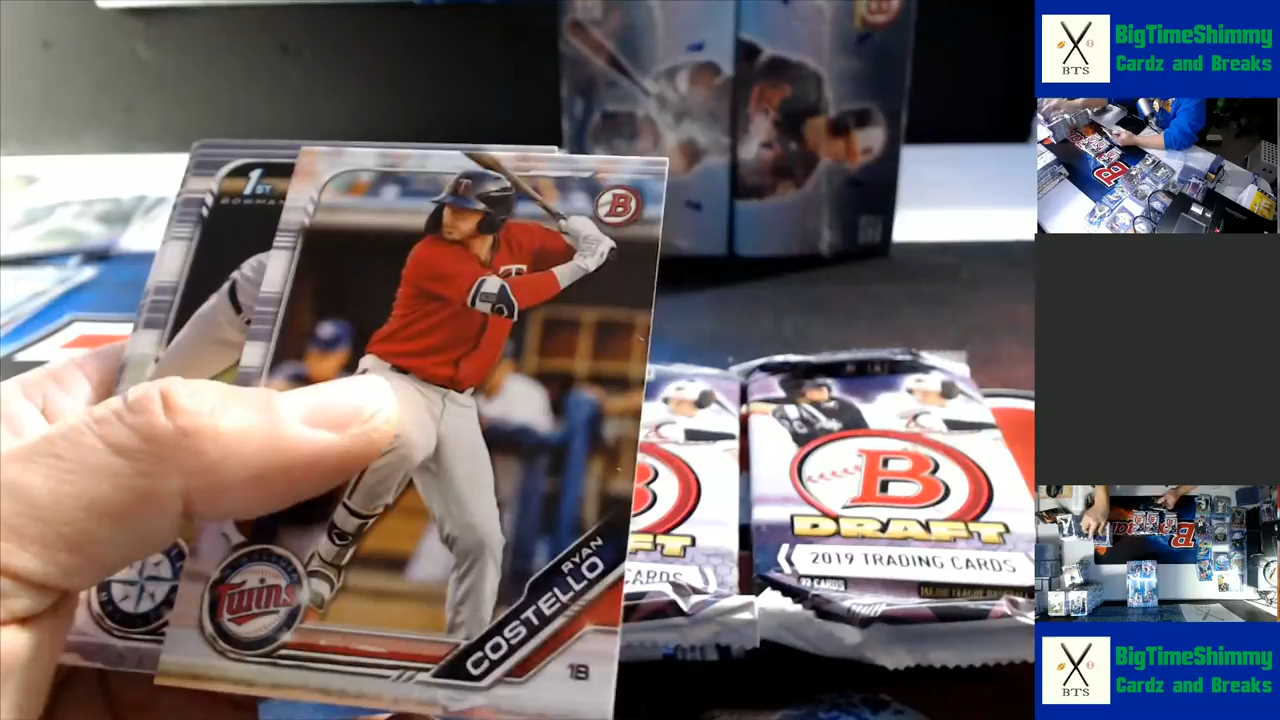 1ST
BOWMAN
B
T
Twins
RYAN
COSTELLO
1B
B
DRAFT
2019 TRADING CARDS
CARDS
BigTimeShimmy
Cardz and Breaks
BTS
B
BigTimeShimmy
Cardz and Breaks
BTS